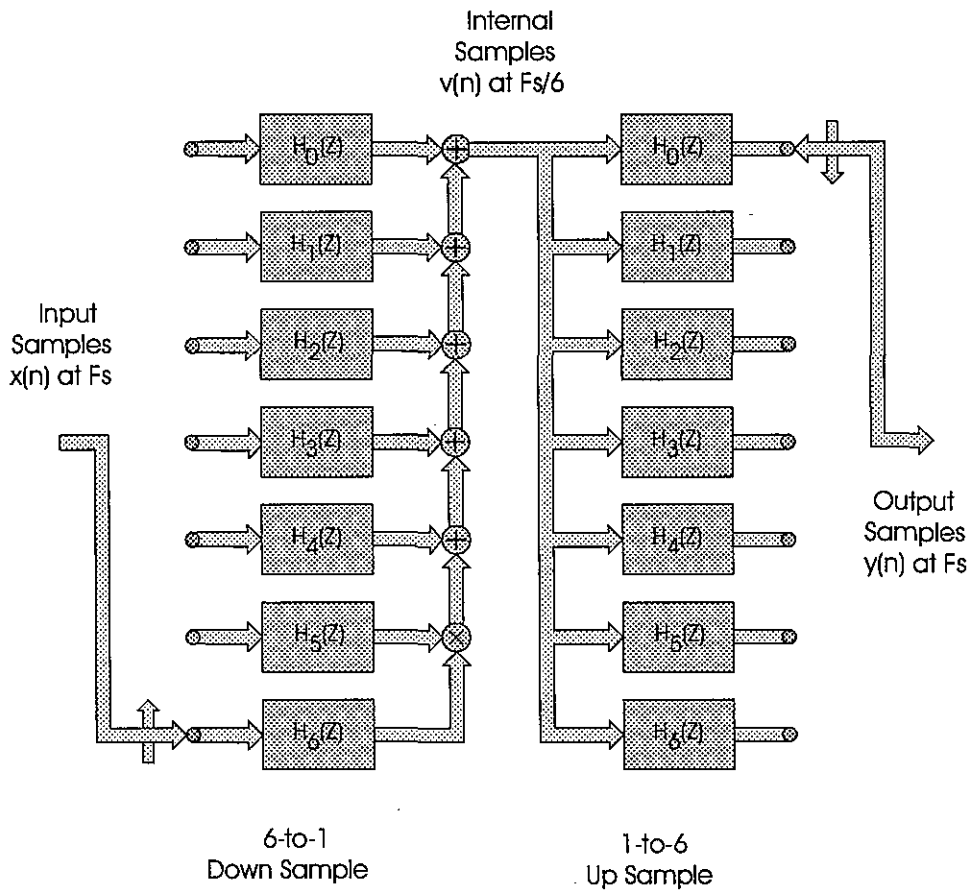 Internal
Samples
v(n) at Fs/6
H0(Z)
H0(Z)
H1(Z)
H1(Z)
H2(Z)
H2(Z)
Input
Samples
x(n) at Fs
H3(Z)
H3(Z)
H4(Z)
H4(Z)
Output
Samples
y(n) at Fs
H5(Z)
H5(Z)
H6(Z)
H6(Z)
6-to-1
Down Sample
1-to-6
Up Sample